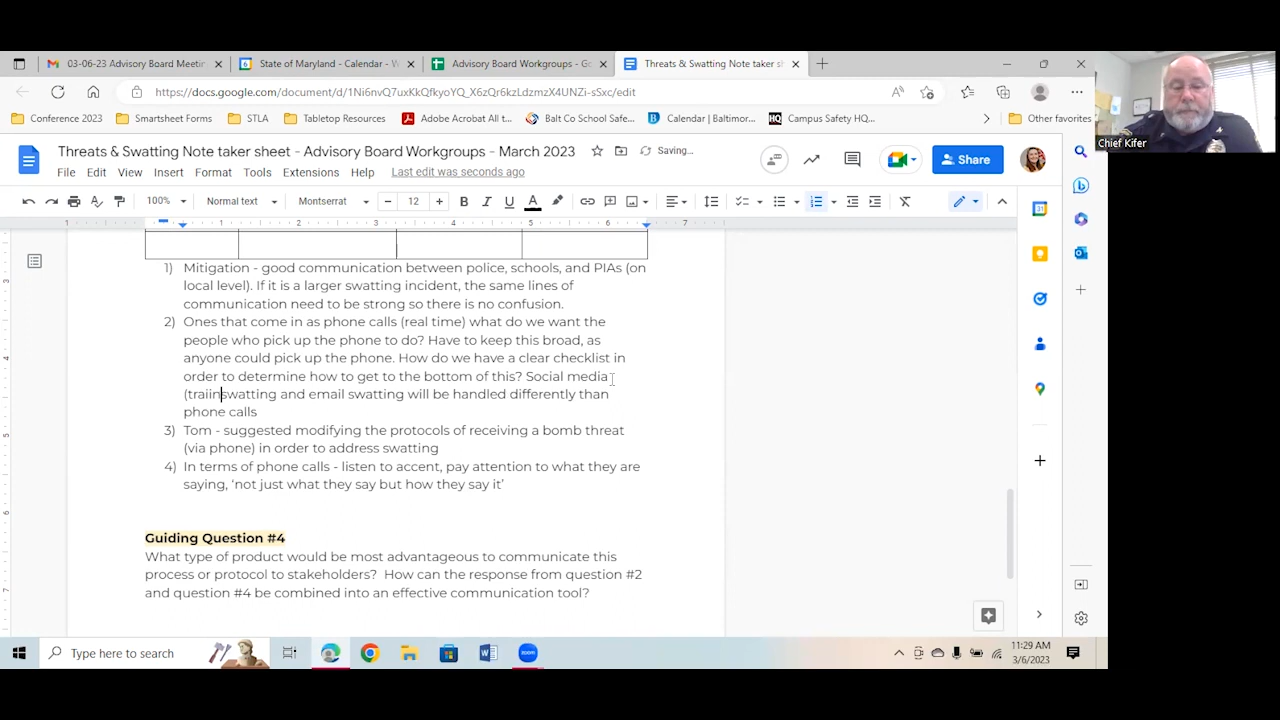 03-06-23 Advisory Board Meetin
State of Maryland - Calendar - W
Advisory Board Workgroups - Go
Threats & Swatting Note taker sh
https://docs.google.com/document/d/1Ni6nvQ7uxKkQfkyoYQ_X6zQr6kzLdzmzX4UNZi-sSxc/edit
Conference 2023
Smartsheet Forms
STLA
Tabletop Resources
Adobe Acrobat All t...
Balt Co School Safe...
Calendar | Baltimor...
Campus Safety HQ...
Other favorites
Chief Kifer
Threats & Swatting Note taker sheet - Advisory Board Workgroups - March 2023
Saving...
Share
File Edit View Insert Format Tools Extensions Help Last edit was seconds ago
100% Normal text Montserrat 12
1 1 2 3 4 5 6 7
1) Mitigation - good communication between police, schools, and PIAs (on
local level). If it is a larger swatting incident, the same lines of
communication need to be strong so there is no confusion.
2) Ones that come in as phone calls (real time) what do we want the
people who pick up the phone to do? Have to keep this broad, as
anyone could pick up the phone. How do we have a clear checklist in
order to determine how to get to the bottom of this? Social media
(traiinswatting and email swatting will be handled differently than
phone calls
3) Tom - suggested modifying the protocols of receiving a bomb threat
(via phone) in order to address swatting
4) In terms of phone calls - listen to accent, pay attention to what they are
saying, ‘not just what they say but how they say it’
Guiding Question #4
What type of product would be most advantageous to communicate this
process or protocol to stakeholders?  How can the response from question #2
and question #4 be combined into an effective communication tool?
Type here to search
zoom
11:29 AM
3/6/2023